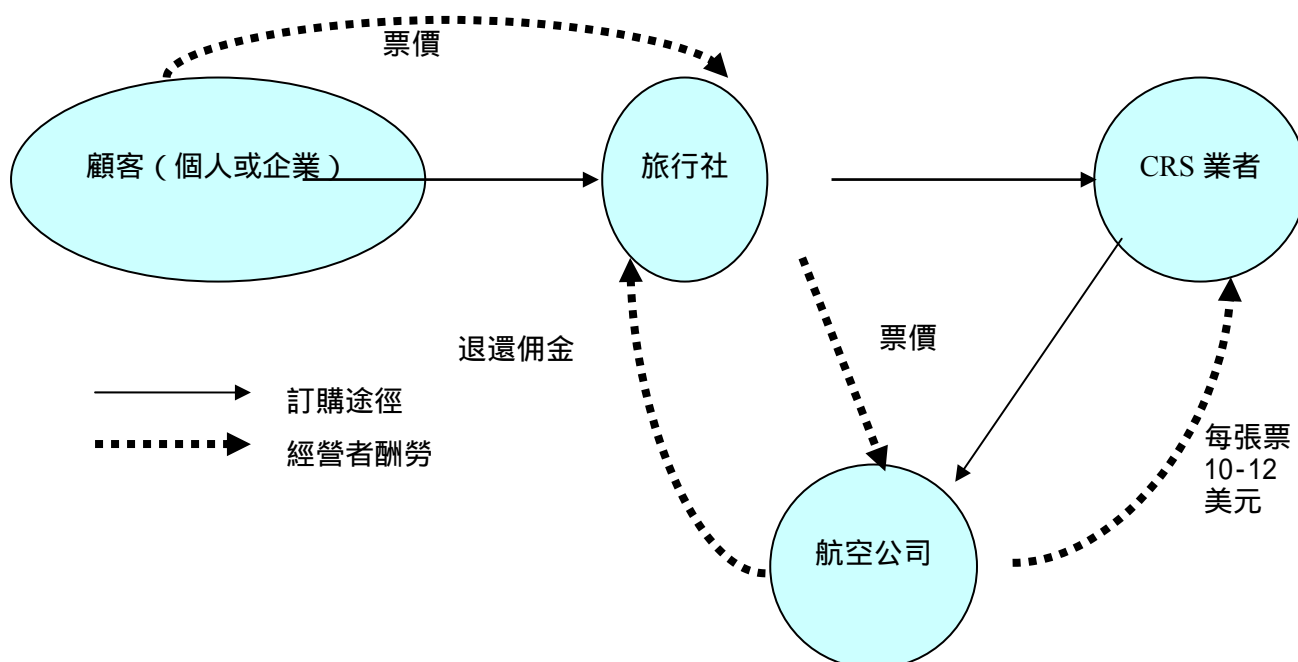 票價
顧客（個人或企業）
旅行社
CRS 業者
退還佣金
票價
訂購途徑
經營者酬勞
每張票
10-12
美元
航空公司